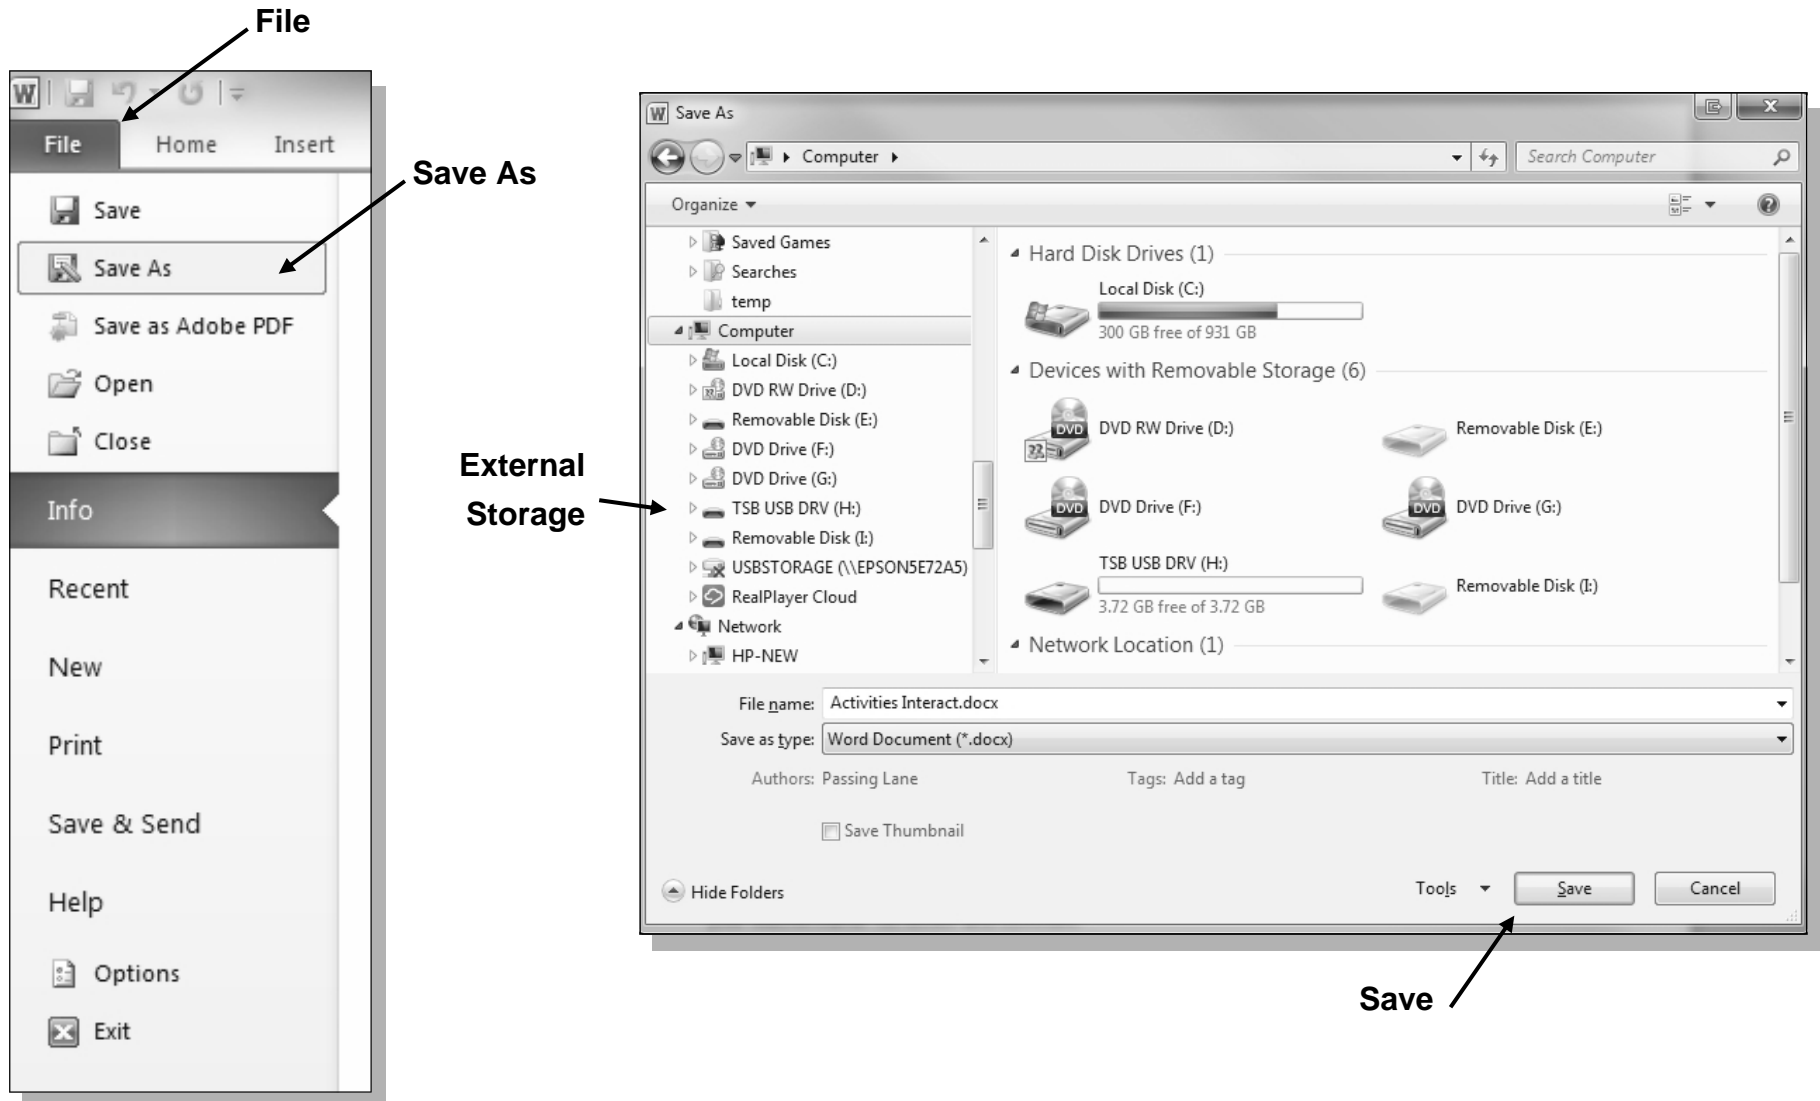 File
W
File Home Insert
Save As
Save
Save As
Save as Adobe PDF
Open
Close
Info
Recent
New
Print
Save & Send
Help
Options
Exit
External
Storage
W Save As
Computer
Search Computer
Organize
Saved Games
Searches
temp
Computer
Local Disk (C:)
DVD RW Drive (D:)
Removable Disk (E:)
DVD Drive (F:)
DVD Drive (G:)
TSB USB DRV (H:)
Removable Disk (I:)
USBSTORAGE (\\EPSON5E72A5)
RealPlayer Cloud
Network
HP-NEW
Hard Disk Drives (1)
Local Disk (C:)
300 GB free of 931 GB
Devices with Removable Storage (6)
DVD DVD RW Drive (D:)
Removable Disk (E:)
DVD DVD Drive (F:)
DVD DVD Drive (G:)
TSB USB DRV (H:)
3.72 GB free of 3.72 GB
Removable Disk (I:)
Network Location (1)
File name: Activities Interact.docx
Save as type: Word Document (*.docx)
Authors: Passing Lane Tags: Add a tag Title: Add a title
Save Thumbnail
Hide Folders
Tools Save Cancel
Save